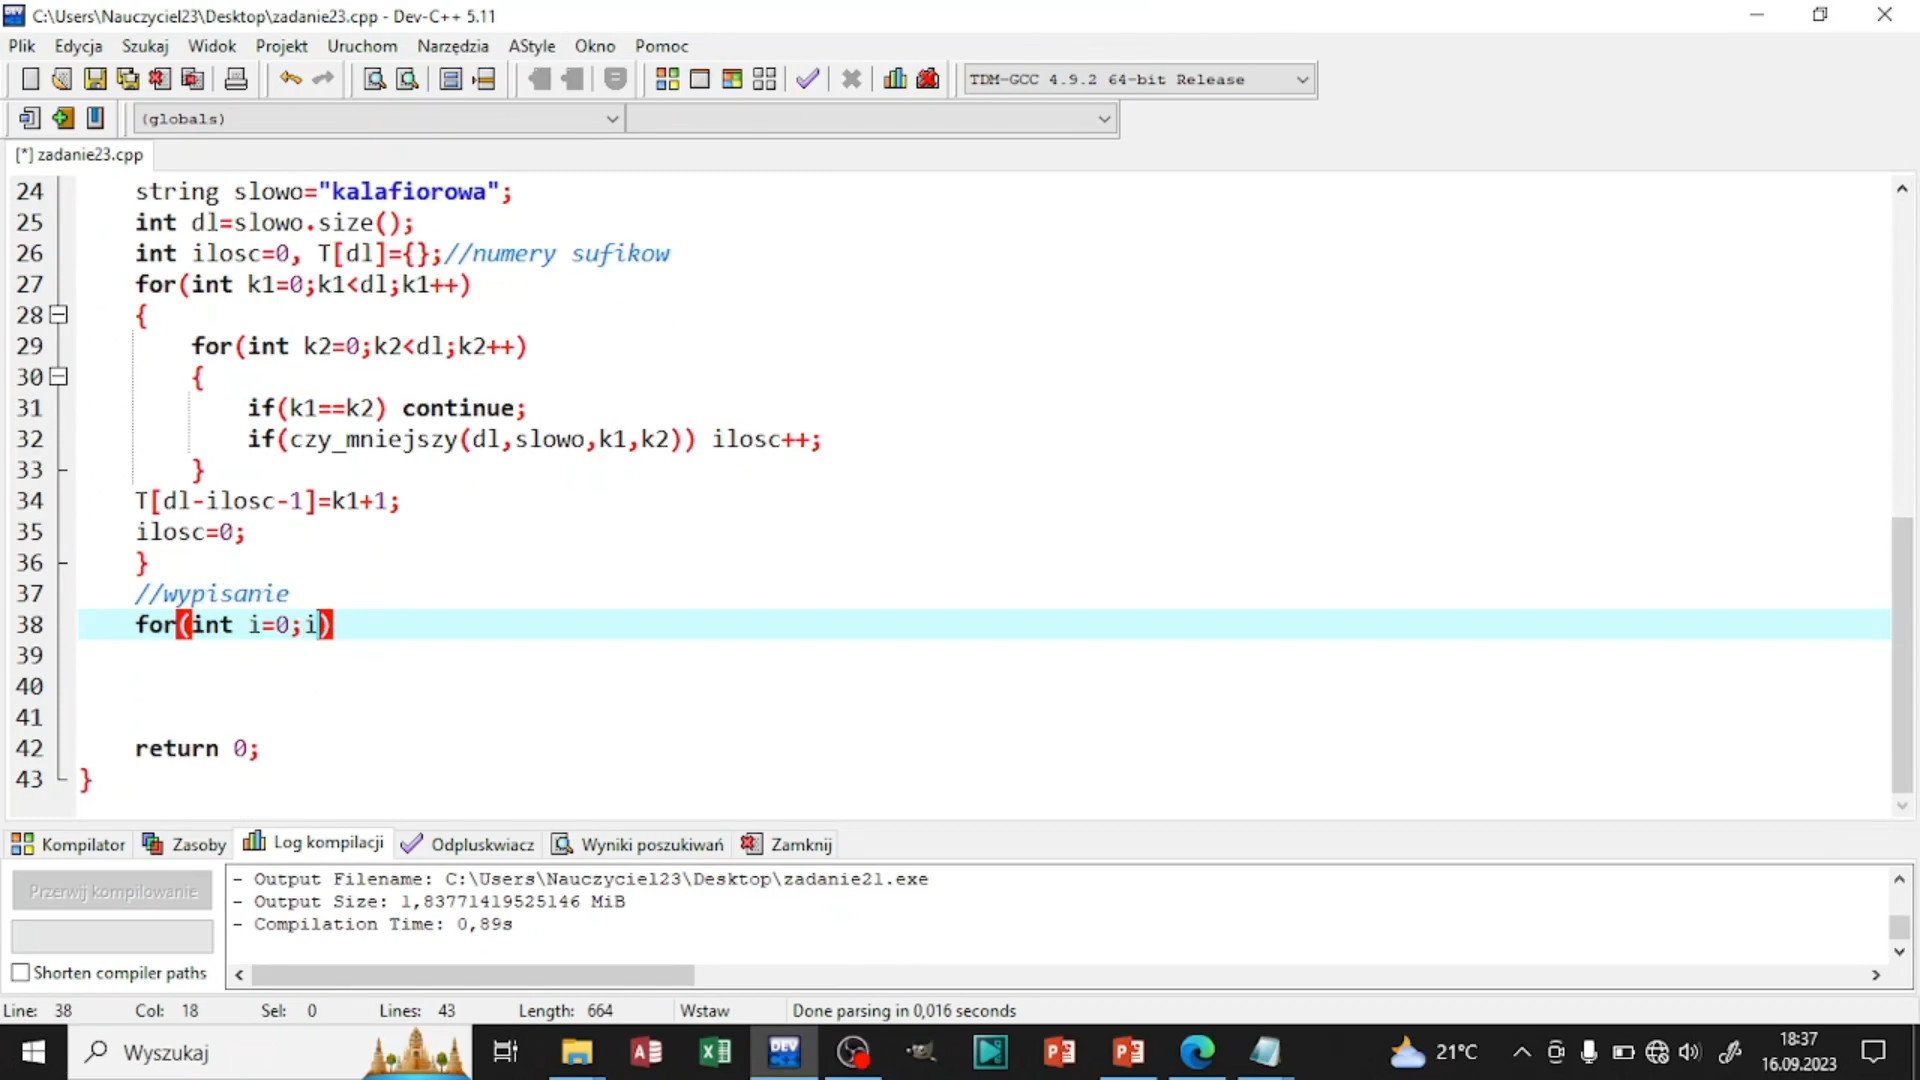 C:\Users\Nauczyciel23\Desktop\zadanie23.cpp - Dev-C++ 5.11
Plik Edycja Szukaj Widok Projekt Uruchom Narzędzia AStyle Okno Pomoc
TDM-GCC 4.9.2 64-bit Release
(globals)
[*] zadanie23.cpp
24 string slowo="kalafiorowa";
25 int dl=slowo.size();
26 int ilosc=0, T[dl]={};//numery sufikow
27 for(int k1=0;k1<dl;k1++)
28 {
29 for(int k2=0;k2<dl;k2++)
30 {
31 if(k1==k2) continue;
32 if(czy_mniejszy(dl,slowo,k1,k2)) ilosc++;
33 }
34 T[dl-ilosc-1]=k1+1;
35 ilosc=0;
36 }
37 //wypisanie
38 for(int i=0;i)
39
40
41
42 return 0;
43 }
Kompilator Zasoby Log kompilacji Odpluskwiacz Wyniki poszukiwań Zamknij
Przerwij kompilowanie
- Output Filename: C:\Users\Nauczyciel23\Desktop\zadanie21.exe
- Output Size: 1,83771419525146 MiB
- Compilation Time: 0,89s
Shorten compiler paths
Line: 38 Col: 18 Sel: 0 Lines: 43 Length: 664 Wstaw Done parsing in 0,016 seconds
Wyszukaj
DEV
21°C
18:37
16.09.2023